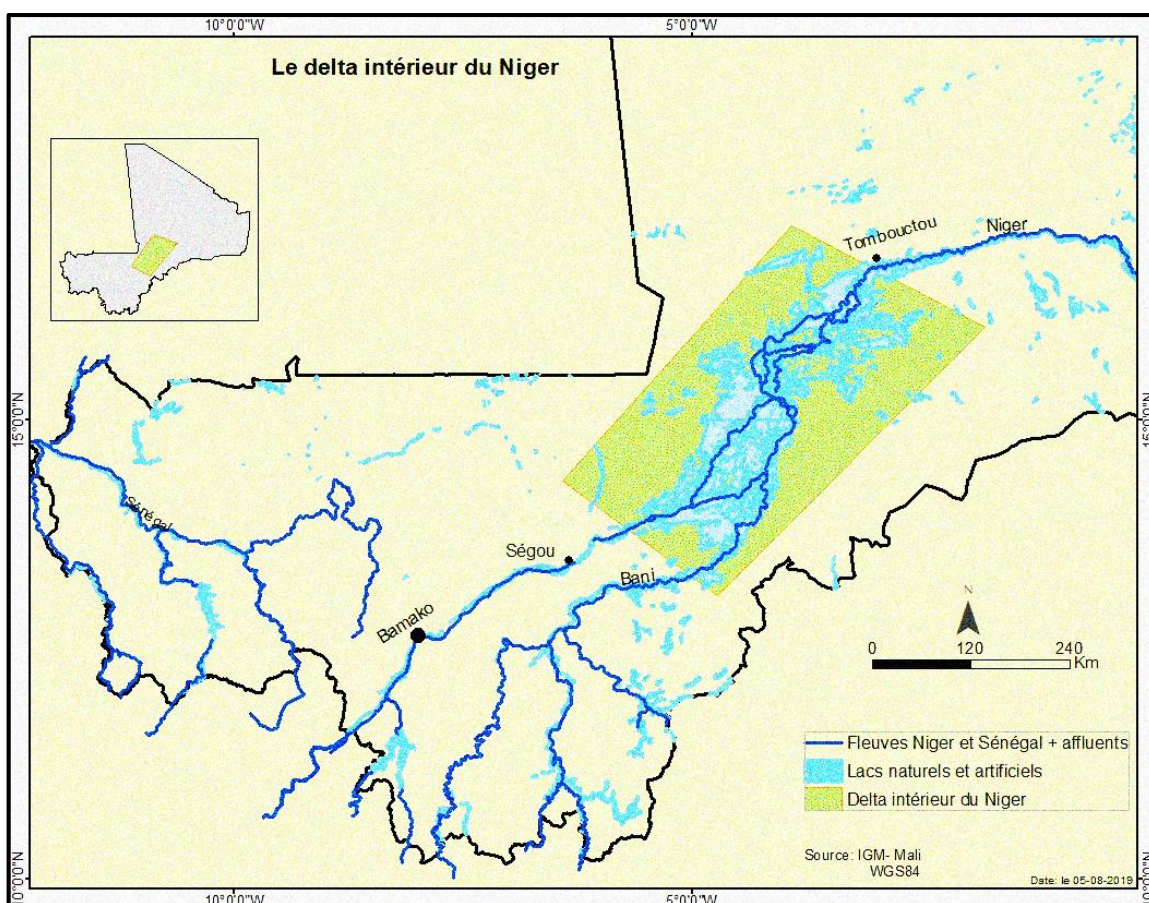 10°0'0"W
5°0'0"W
Le delta intérieur du Niger
Tombouctou
Niger
15°0'0"N
15°0'0"N
Sénégal
Ségou
Bani
Bamako
N
0 120 240
Km
Fleuves Niger et Sénégal + affluents
Lacs naturels et artificiels
Delta intérieur du Niger
Source: IGM- Mali
WGS84
Date: le 05-08-2019
10°0'0"N
10°0'0"N
10°0'0"W
5°0'0"W